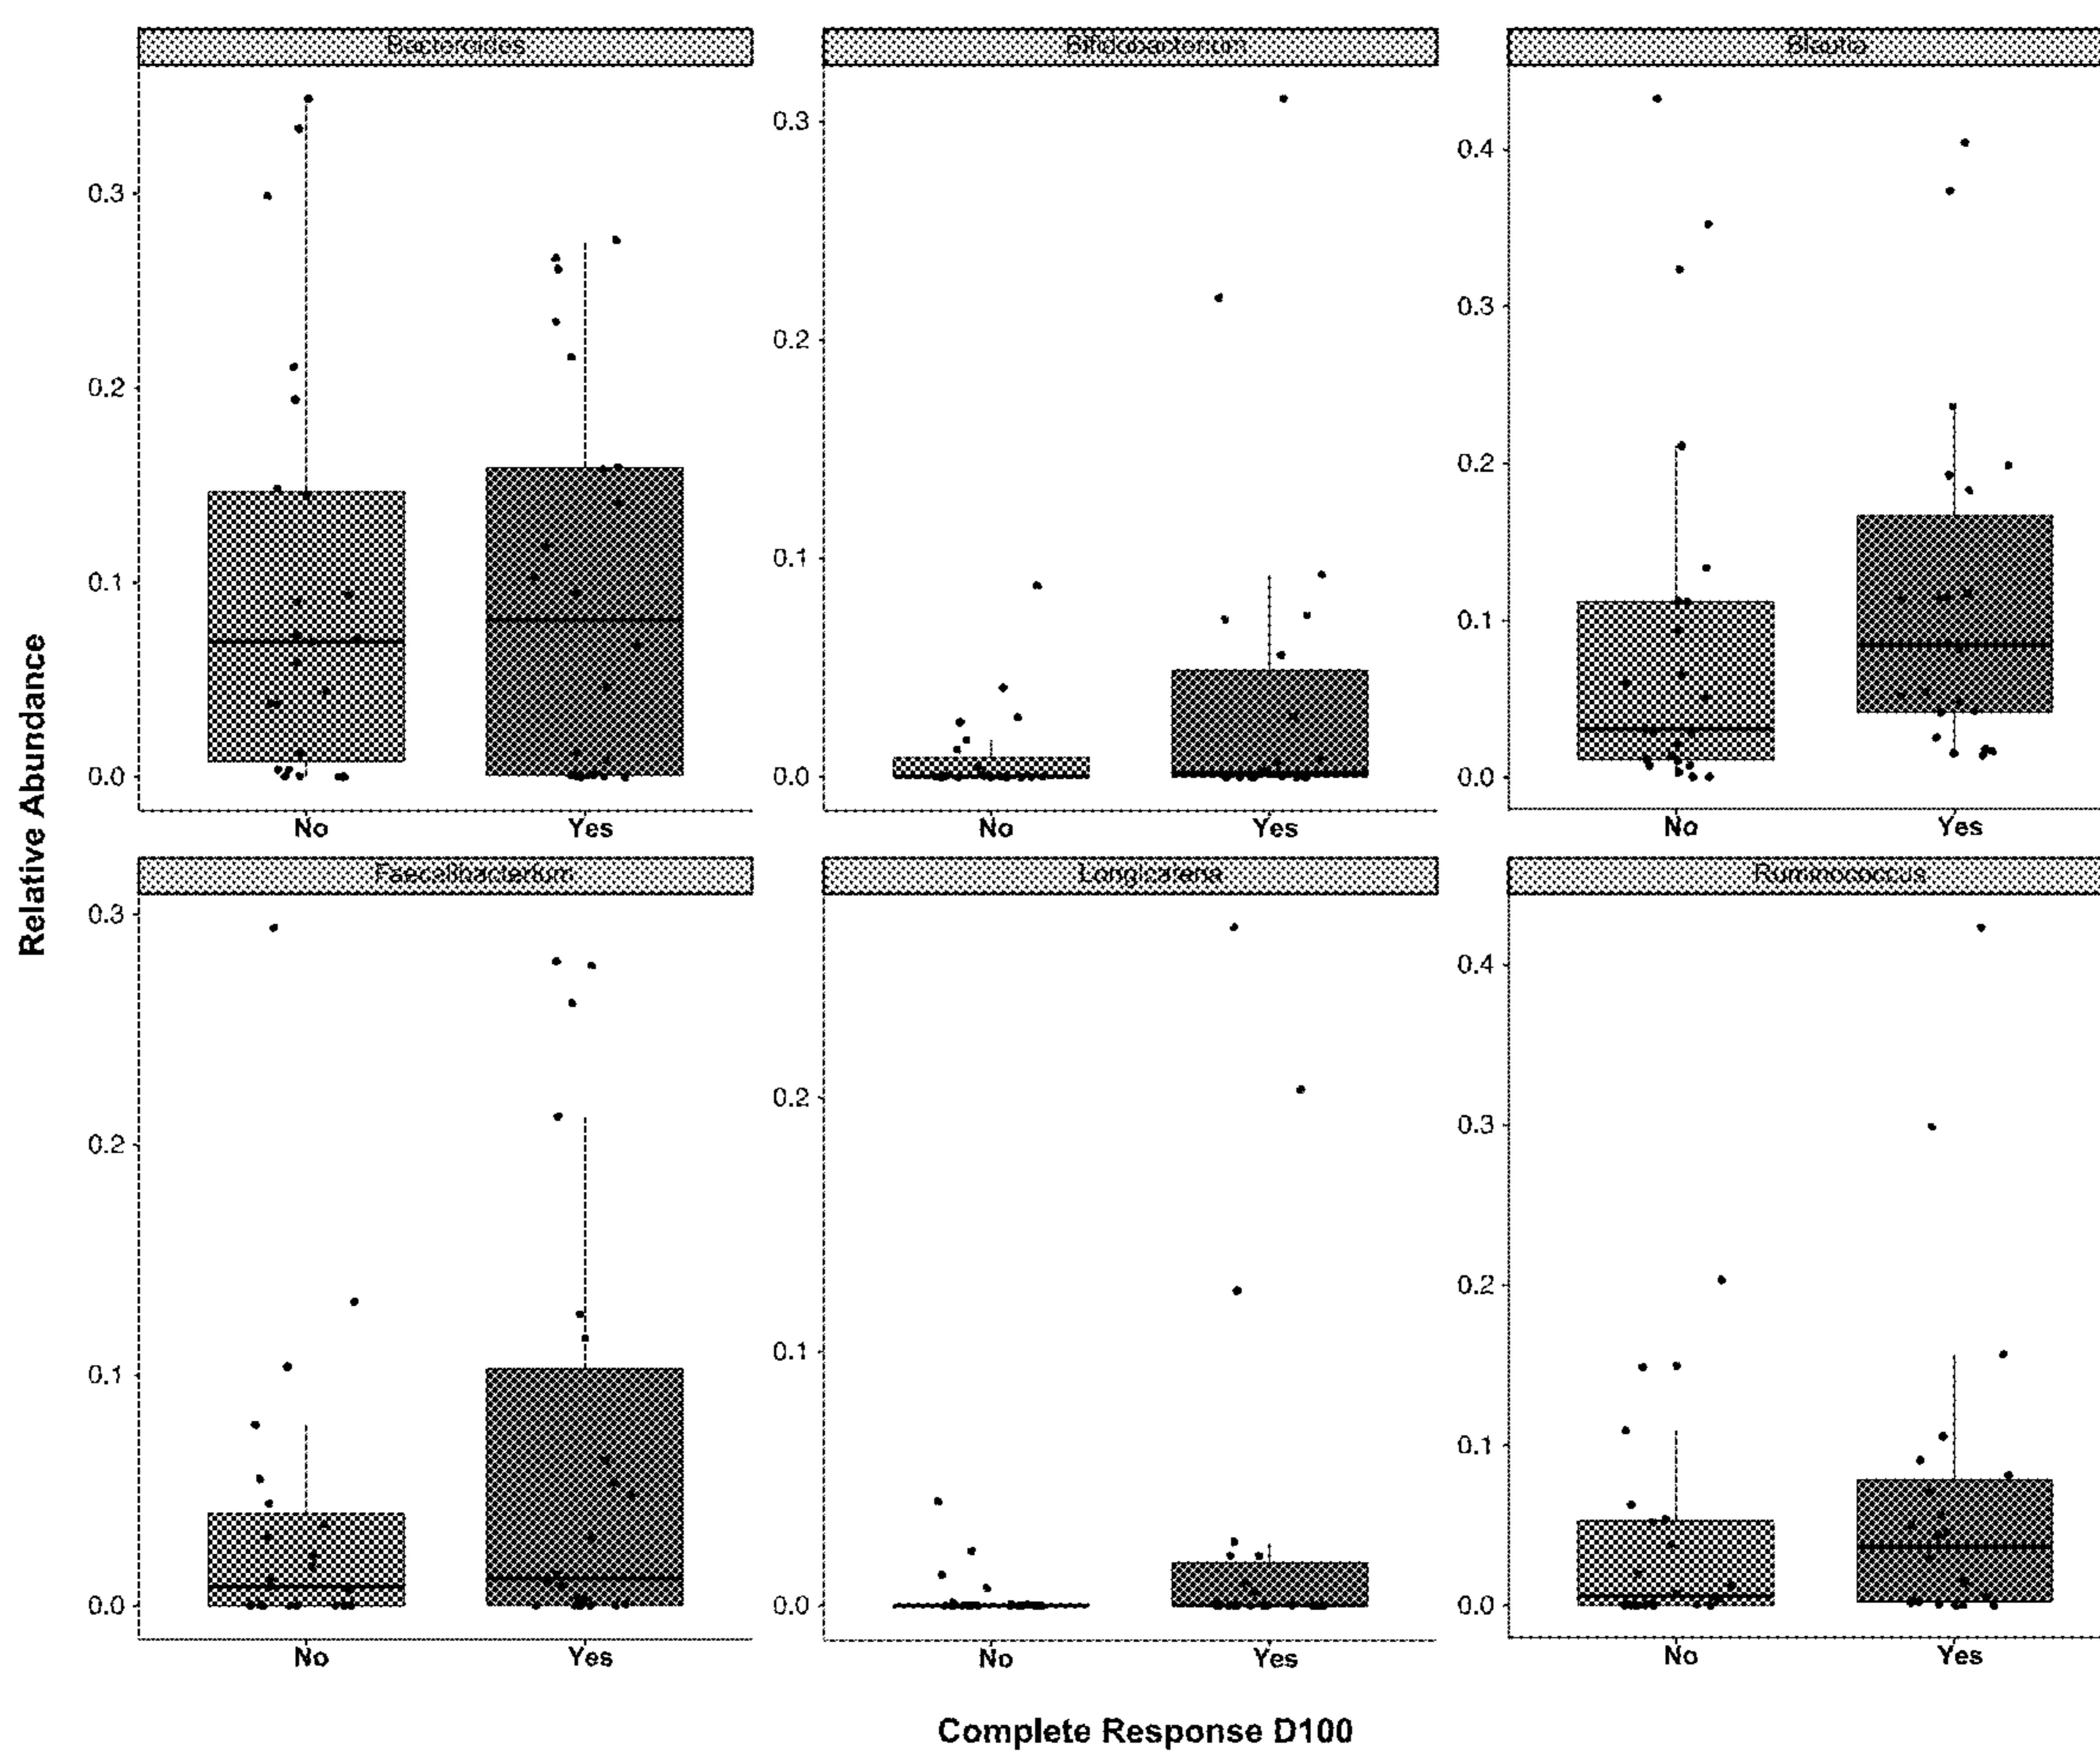 Bacteroides
Bifidobacterium
Blautia
0.3
0.2
0.1
0.0
0.3
0.2
0.1
0.0
0.4
0.3
0.2
0.1
0.0
No
Yes
No
Yes
No
Yes
Relative Abundance
Faecalibacterium
Longicatena
Ruminococcus
0.3
0.2
0.1
0.0
0.2
0.1
0.0
0.4
0.3
0.2
0.1
0.0
No
Yes
No
Yes
No
Yes
Complete Response D100